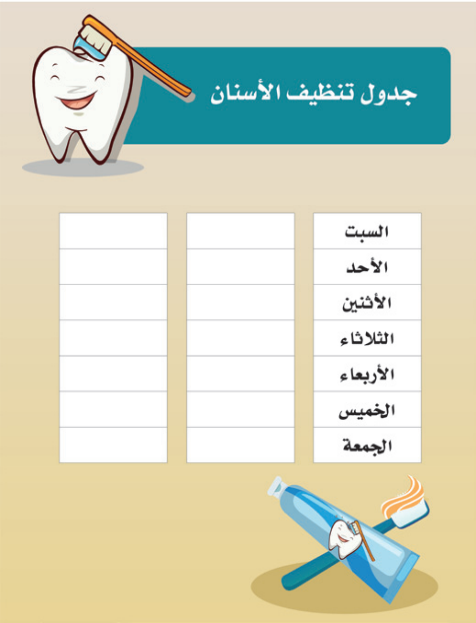 جدول تنظيف الأسنان
السبت
الأحد
الأثنين
الثلاثاء
الأربعاء
الخميس
الجمعة